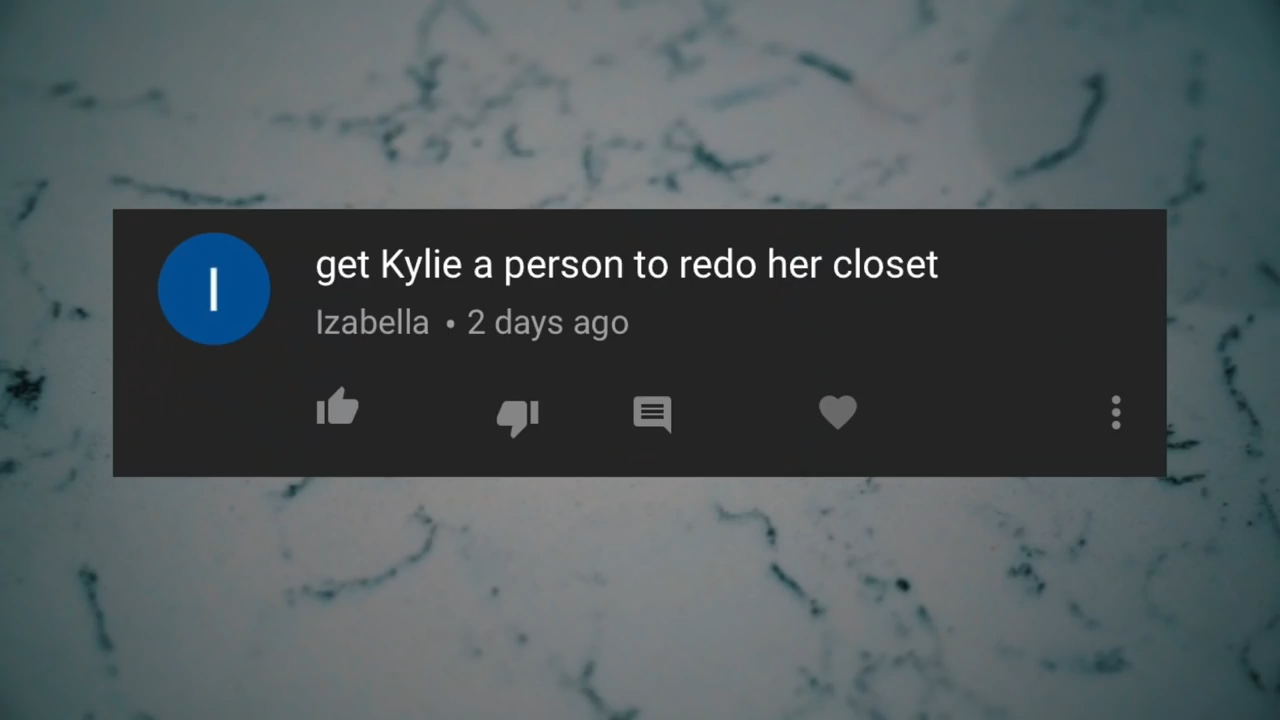 I
get Kylie a person to redo her closet
Izabella • 2 days ago